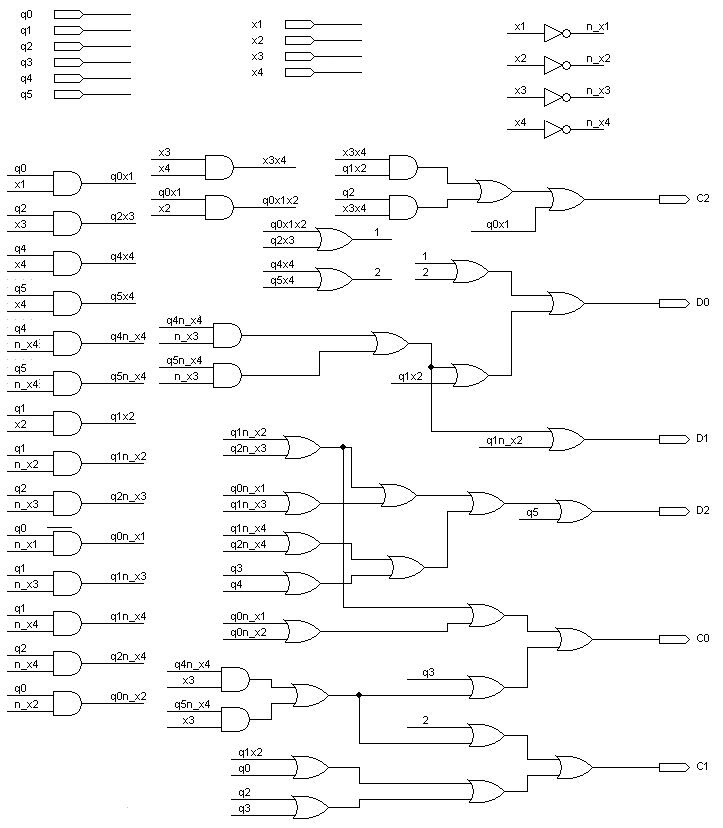 q0
q1
q2
q3
q4
q5
x1
x2
x3
x4
x1 n_x1
x2 n_x2
x3 n_x3
x4 n_x4
q0
x1
q0x1
q2
x3
q2x3
q4
x4
q4x4
q5
x4
q5x4
q4
n_x4
q4n_x4
q5
n_x4
q5n_x4
q1
x2
q1x2
q1
n_x2
q1n_x2
q2
n_x3
q2n_x3
q0
n_x1
q0n_x1
q1
n_x3
q1n_x3
q1
n_x4
q1n_x4
q2
n_x4
q2n_x4
q0
n_x2
q0n_x2
x3
x4
x3x4
q0x1
x2
q0x1x2
x3x4
q1x2
q2
x3x4
q0x1
C2
q0x1x2
q2x3
1
q4x4
q5x4
2
1
2
D0
q4n_x4
n_x3
q5n_x4
n_x3
q1x2
q1n_x2
D1
q1n_x2
q2n_x3
q0n_x1
q1n_x3
q1n_x4
q2n_x4
q3
q4
q5
D2
q0n_x1
q0n_x2
q3
C0
q4n_x4
x3
q5n_x4
x3
2
q1x2
q0
q2
q3
C1